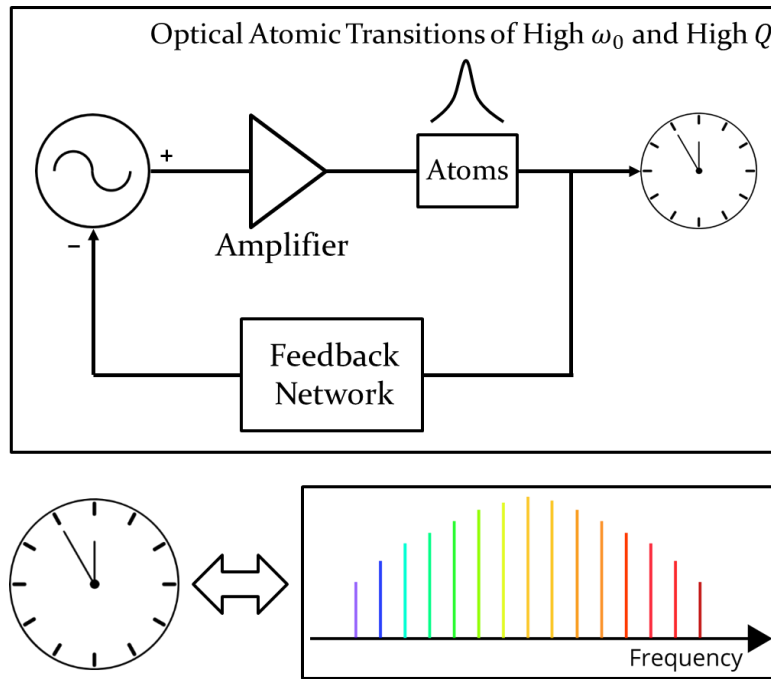 Optical Atomic Transitions of High ω₀ and High Q
+
Atoms
−
Amplifier
Feedback
Network
Frequency